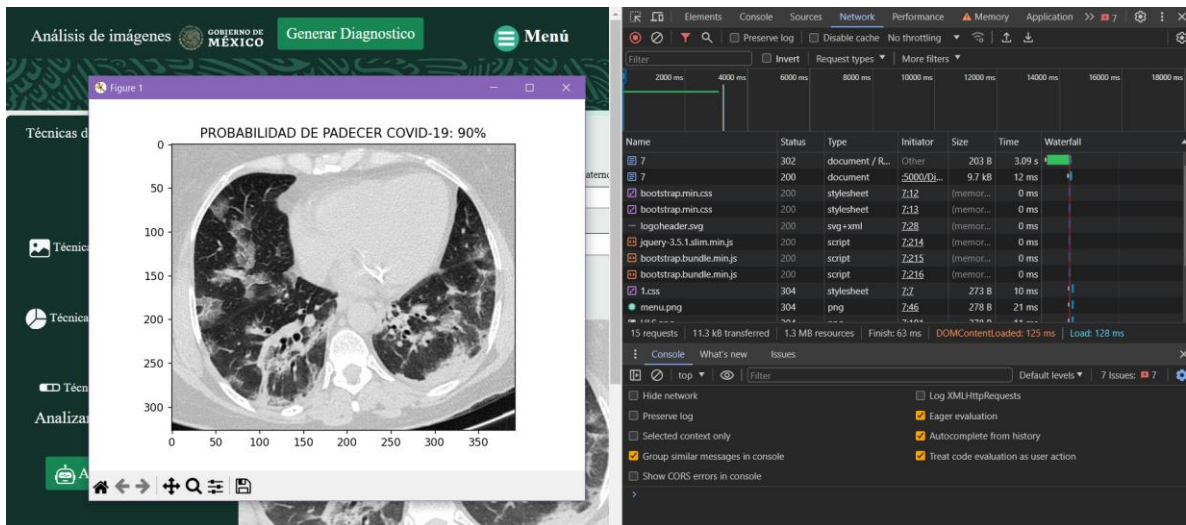 Análisis de imágenes
GOBIERNO DE
MÉXICO
Generar Diagnostico
Menú
Figure 1
Técnicas d
PROBABILIDAD DE PADECER COVID-19: 90%
0
50
100
150
200
250
300
0 50 100 150 200 250 300 350
Técnica
Técnica
Técn
Analizar
A
Elements Console Sources Network Performance Memory Application 7
Preserve log Disable cache No throttling
Filter Invert Request types More filters
2000 ms 4000 ms 6000 ms 8000 ms 10000 ms 12000 ms 14000 ms 16000 ms 18000 ms
Name Status Type Initiator Size Time Waterfall
7 302 document / R... Other 203 B 3.09 s
7 200 document :5000/Di... 9.7 kB 12 ms
bootstrap.min.css 200 stylesheet 7:12 (memor... 0 ms
bootstrap.min.css 200 stylesheet 7:13 (memor... 0 ms
logoheader.svg 200 svg+xml 7:28 (memor... 0 ms
jquery-3.5.1.slim.min.js 200 script 7:214 (memor... 0 ms
bootstrap.bundle.min.js 200 script 7:215 (memor... 0 ms
bootstrap.bundle.min.js 200 script 7:216 (memor... 0 ms
1.css 304 stylesheet 7:7 273 B 10 ms
menu.png 304 png 7:46 278 B 21 ms
15 requests 11.3 kB transferred 1.3 MB resources Finish: 63 ms DOMContentLoaded: 125 ms Load: 128 ms
Console What's new Issues
top Filter Default levels 7 Issues: 7
Hide network Log XMLHttpRequests
Preserve log Eager evaluation
Selected context only Autocomplete from history
Group similar messages in console Treat code evaluation as user action
Show CORS errors in console